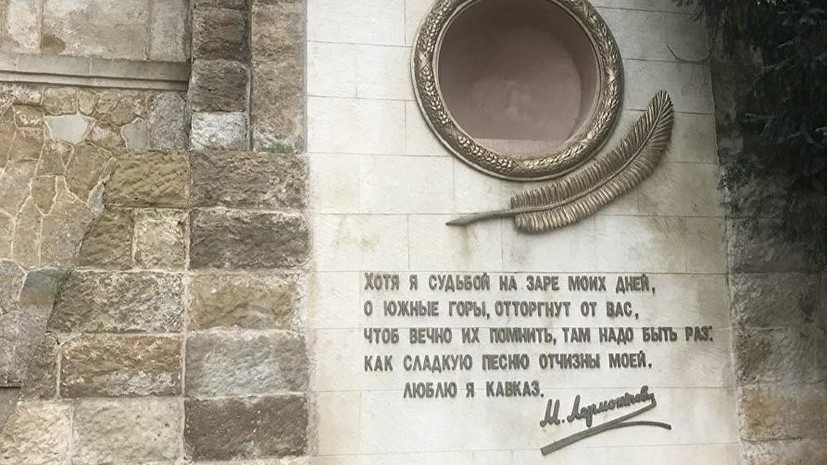 Хотя я судьбой на заре моих дней,
о южные горы, отторгнут от вас,
чтоб вечно их помнить, там надо быть раз:
как сладкую песню отчизны моей,
люблю я Кавказ.
М. Лермонтов